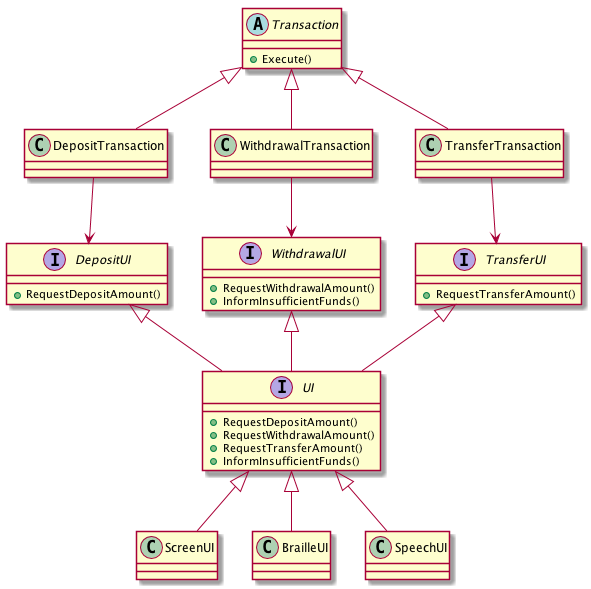 A Transaction
Execute()
C DepositTransaction
C WithdrawalTransaction
C TransferTransaction
I DepositUI
RequestDepositAmount()
I WithdrawalUI
RequestWithdrawalAmount()
InformInsufficientFunds()
I TransferUI
RequestTransferAmount()
I UI
RequestDepositAmount()
RequestWithdrawalAmount()
RequestTransferAmount()
InformInsufficientFunds()
C ScreenUI
C BrailleUI
C SpeechUI